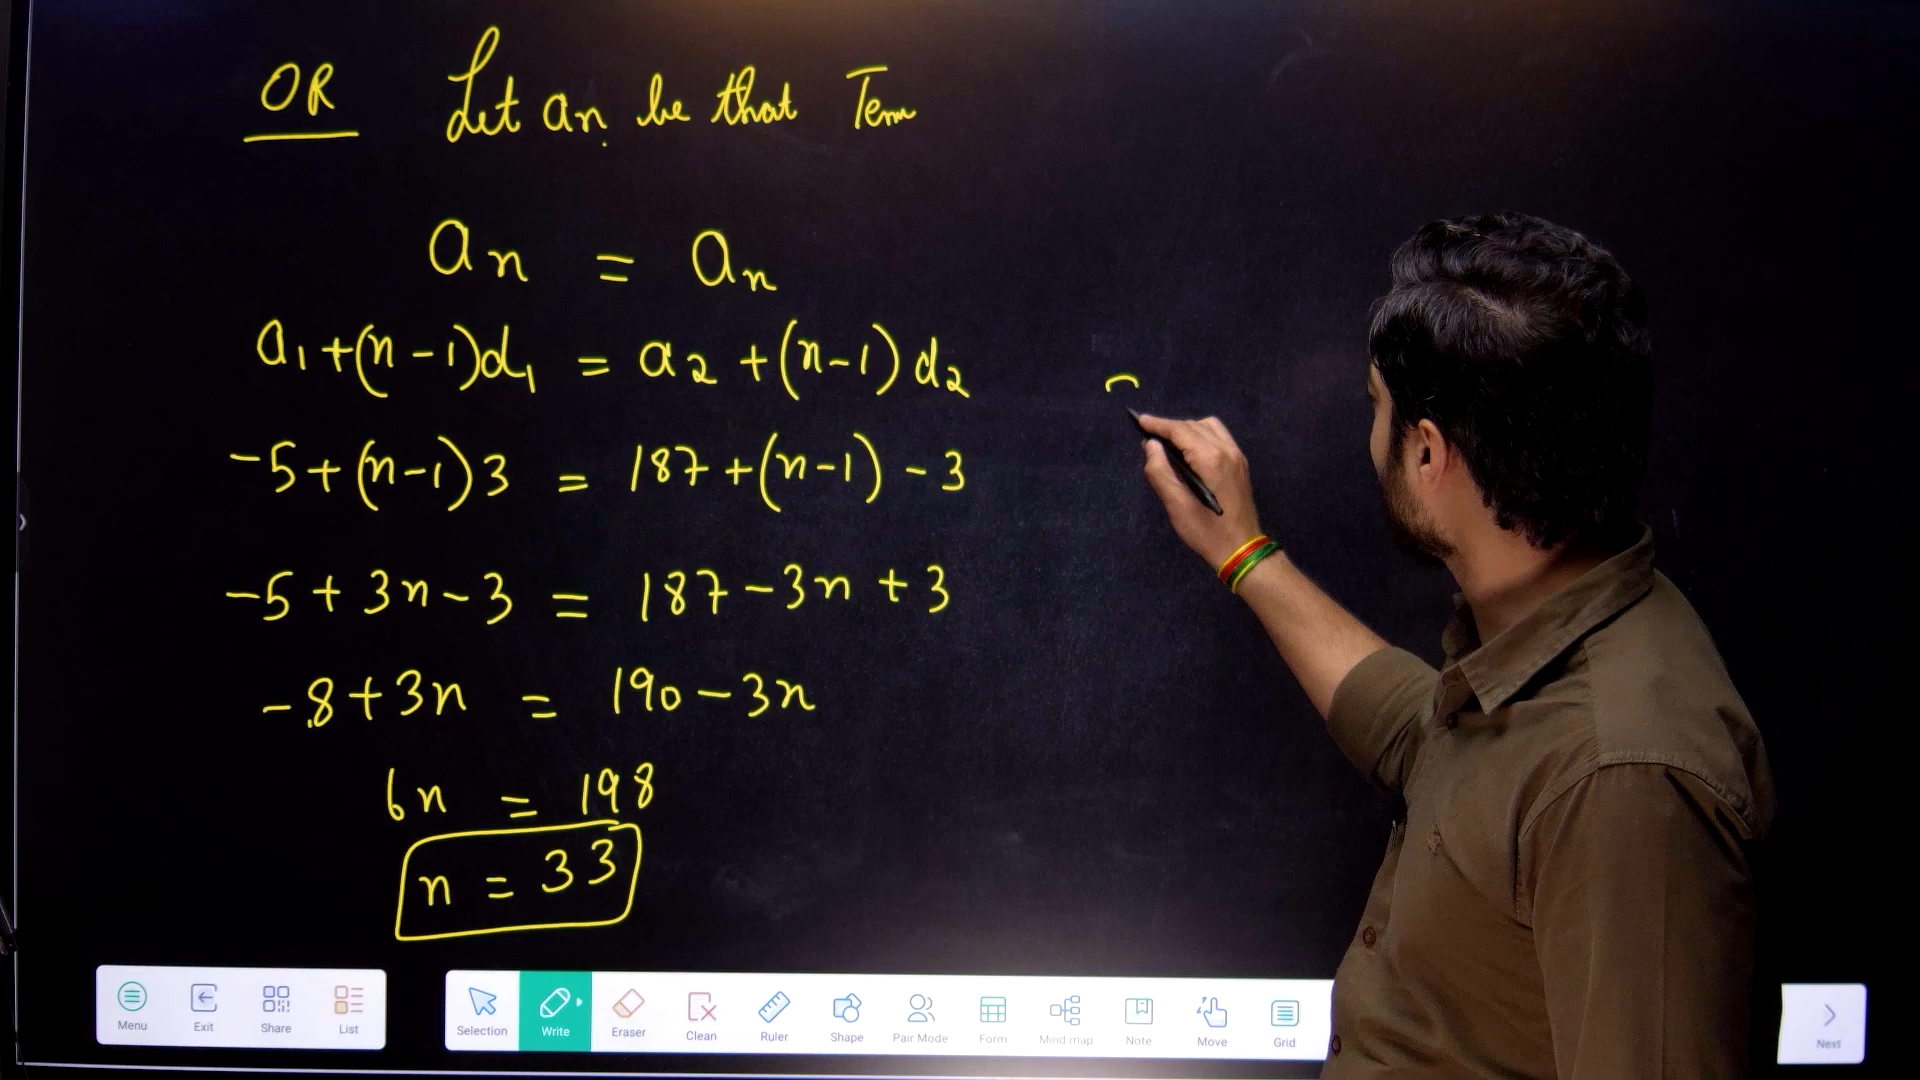 OR Let an be that Term
an = an
a1+(n-1)d1 = a2+(n-1)d2
-5+(n-1)3 = 187+(n-1)-3
-5+3n-3 = 187-3n+3
-8+3n = 190-3n
6n = 198
n = 33
Menu Exit Share List Selection Write Eraser Clean Ruler Shape Pair Mode Form Mind map Note Move Grid Next